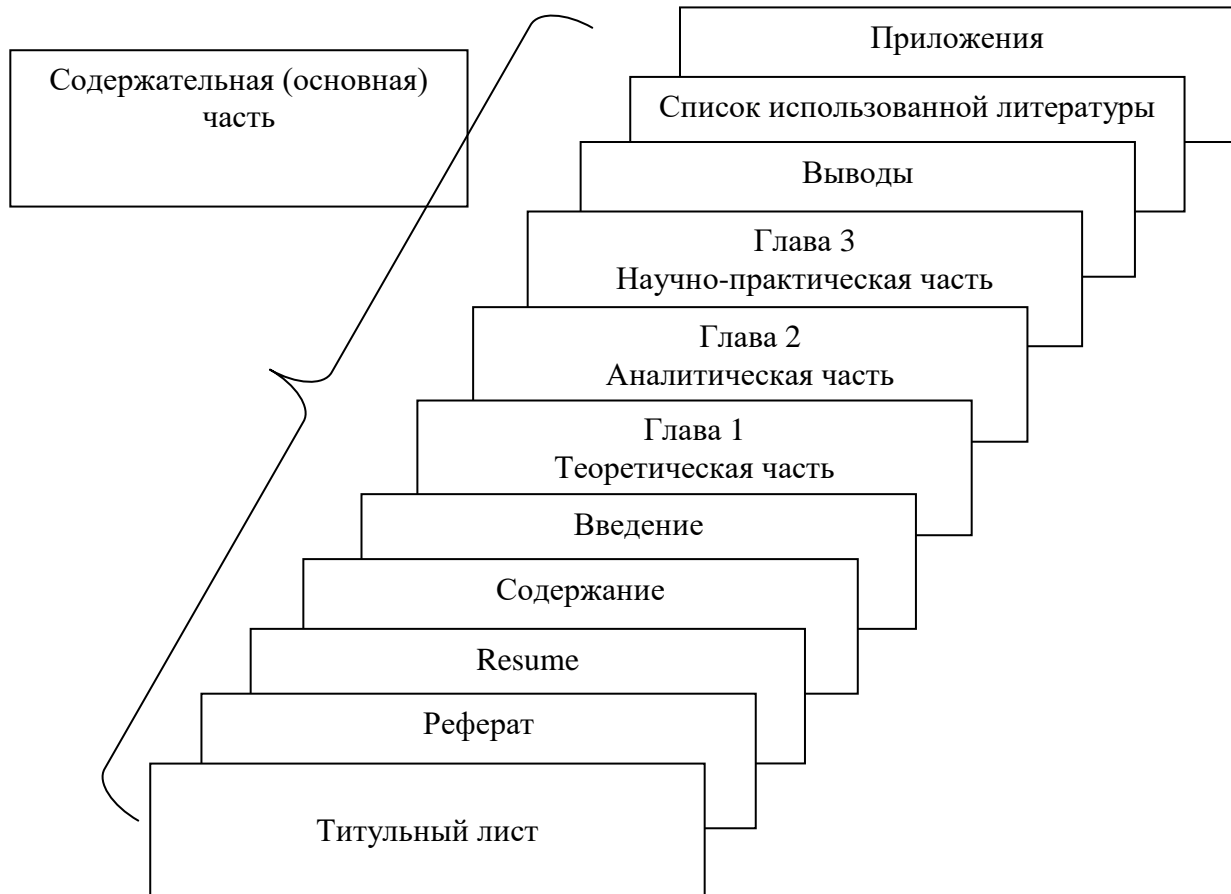 Приложения
Содержательная (основная)
часть
Список использованной литературы
Выводы
Глава 3
Научно-практическая часть
Глава 2
Аналитическая часть
Глава 1
Теоретическая часть
Введение
Содержание
Resume
Реферат
Титульный лист